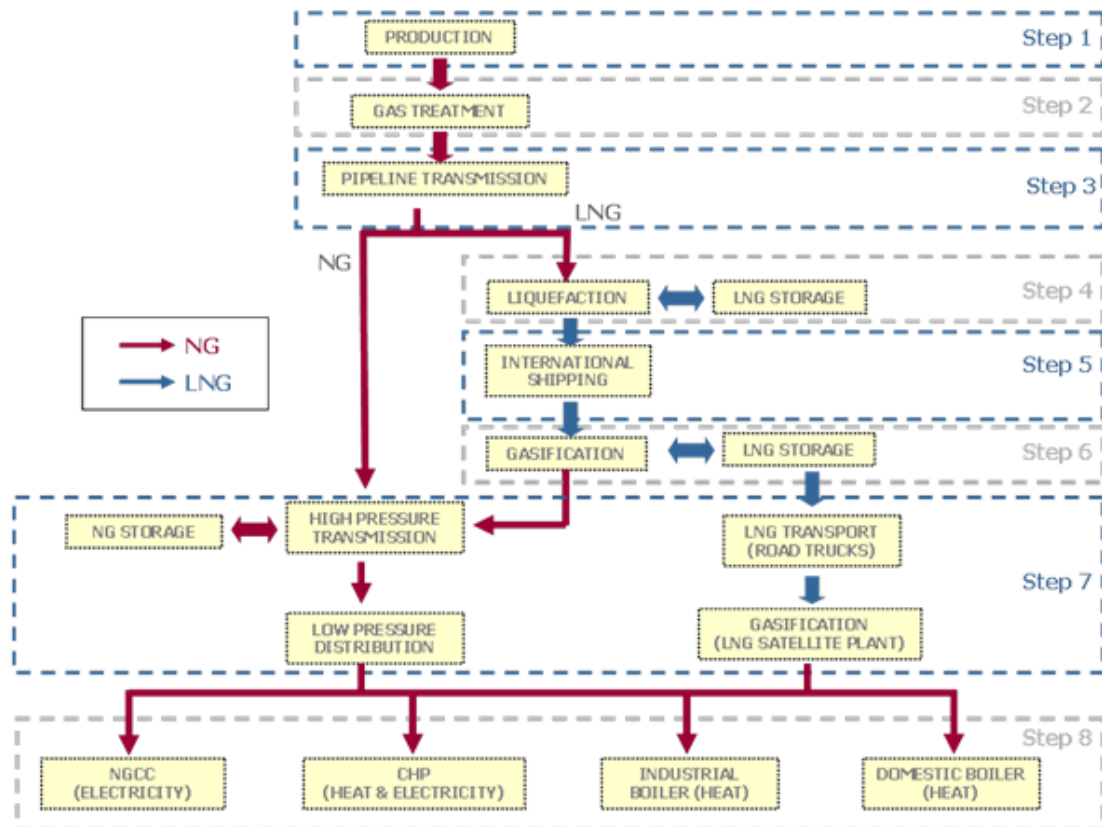 PRODUCTION
Step 1
GAS TREATMENT
Step 2
PIPELINE TRANSMISSION
Step 3
LNG
NG
LIQUEFACTION
LNG STORAGE
Step 4
NG
LNG
INTERNATIONAL
SHIPPING
Step 5
GASIFICATION
LNG STORAGE
Step 6
NG STORAGE
HIGH PRESSURE
TRANSMISSION
LNG TRANSPORT
(ROAD TRUCKS)
Step 7
LOW PRESSURE
DISTRIBUTION
GASIFICATION
(LNG SATELLITE PLANT)
Step 8
NGCC
(ELECTRICITY)
CHP
(HEAT & ELECTRICITY)
INDUSTRIAL
BOILER (HEAT)
DOMESTIC BOILER
(HEAT)